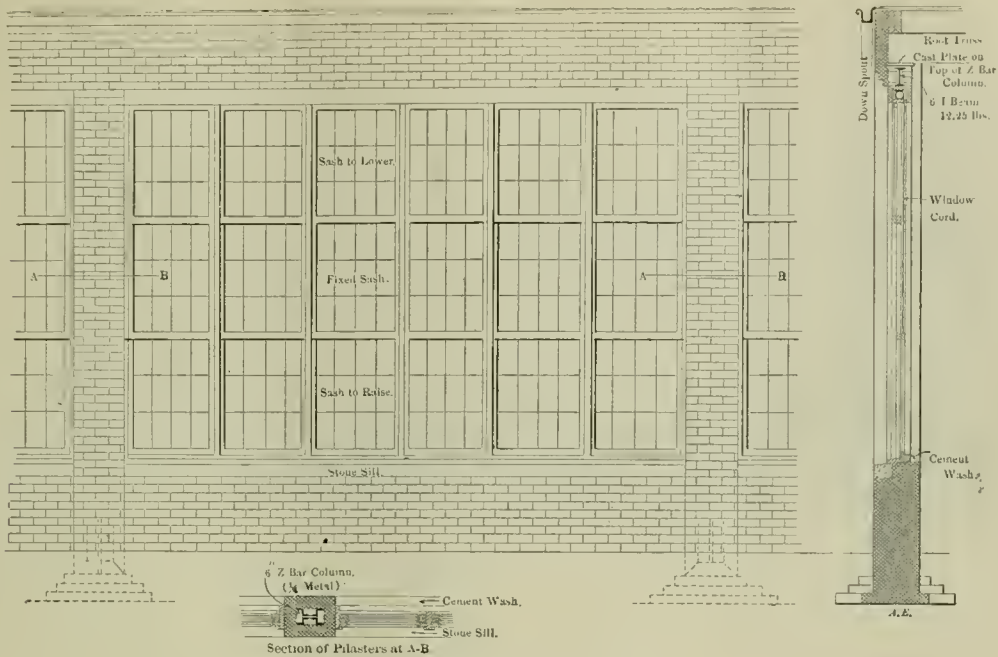 Sash to Lower.
A
B
Fixed Sash.
A
B
Sash to Raise.
Stone Sill.
6" Z Bar Column.
(¼ Metal)
Cement Wash.
Stone Sill.
Section of Pilasters at A-B
Down Spout
Roof Truss
Cast Plate on
Top of Z Bar
Column.
6 I Beam
12.25 lbs.
Window
Cord.
Cement
Wash.
A.E.